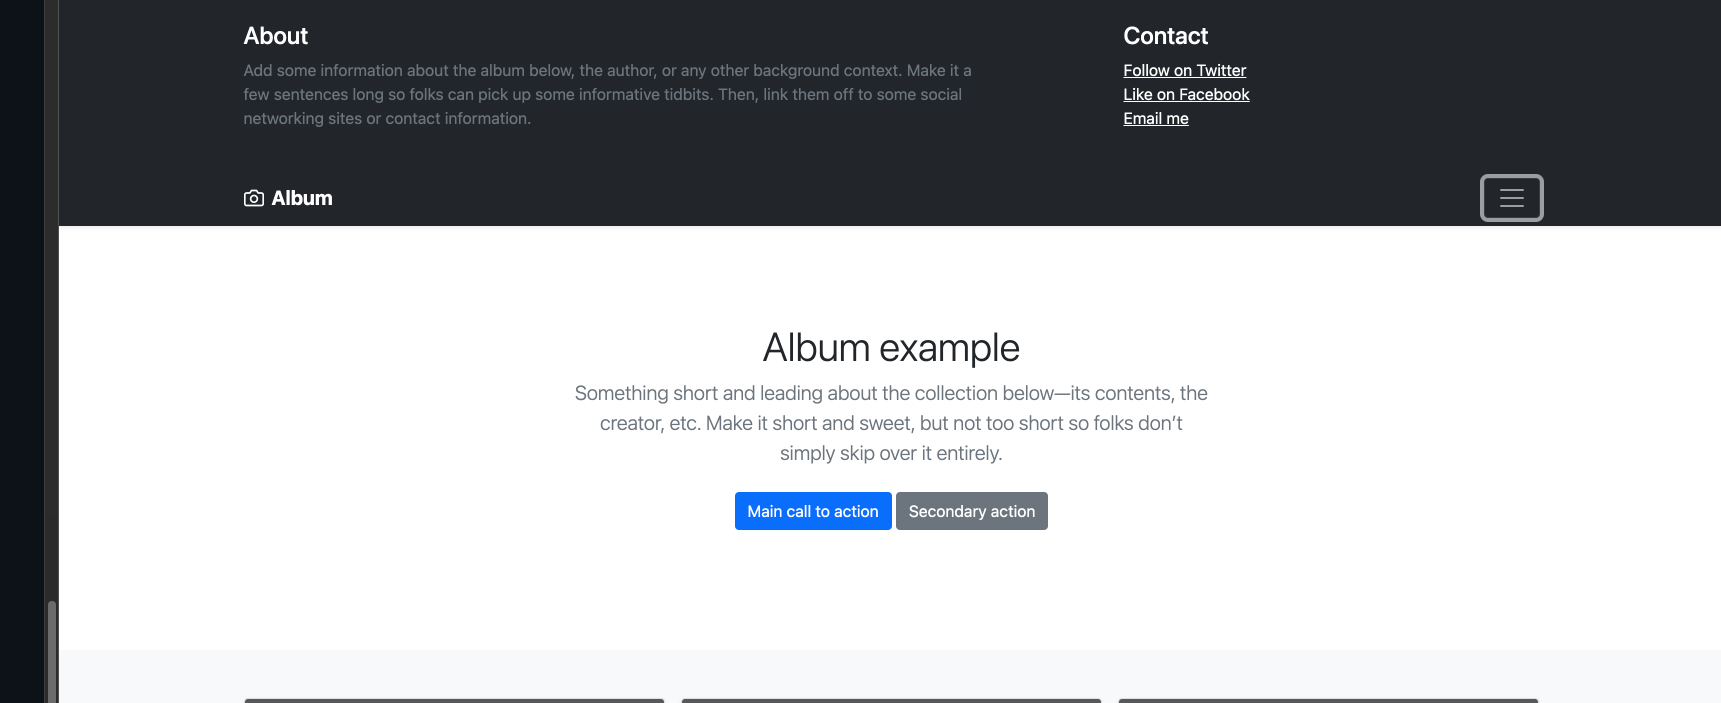 About
Add some information about the album below, the author, or any other background context. Make it a
few sentences long so folks can pick up some informative tidbits. Then, link them off to some social
networking sites or contact information.
Contact
Follow on Twitter
Like on Facebook
Email me
Album
Album example
Something short and leading about the collection below—its contents, the
creator, etc. Make it short and sweet, but not too short so folks don’t
simply skip over it entirely.
Main call to action
Secondary action